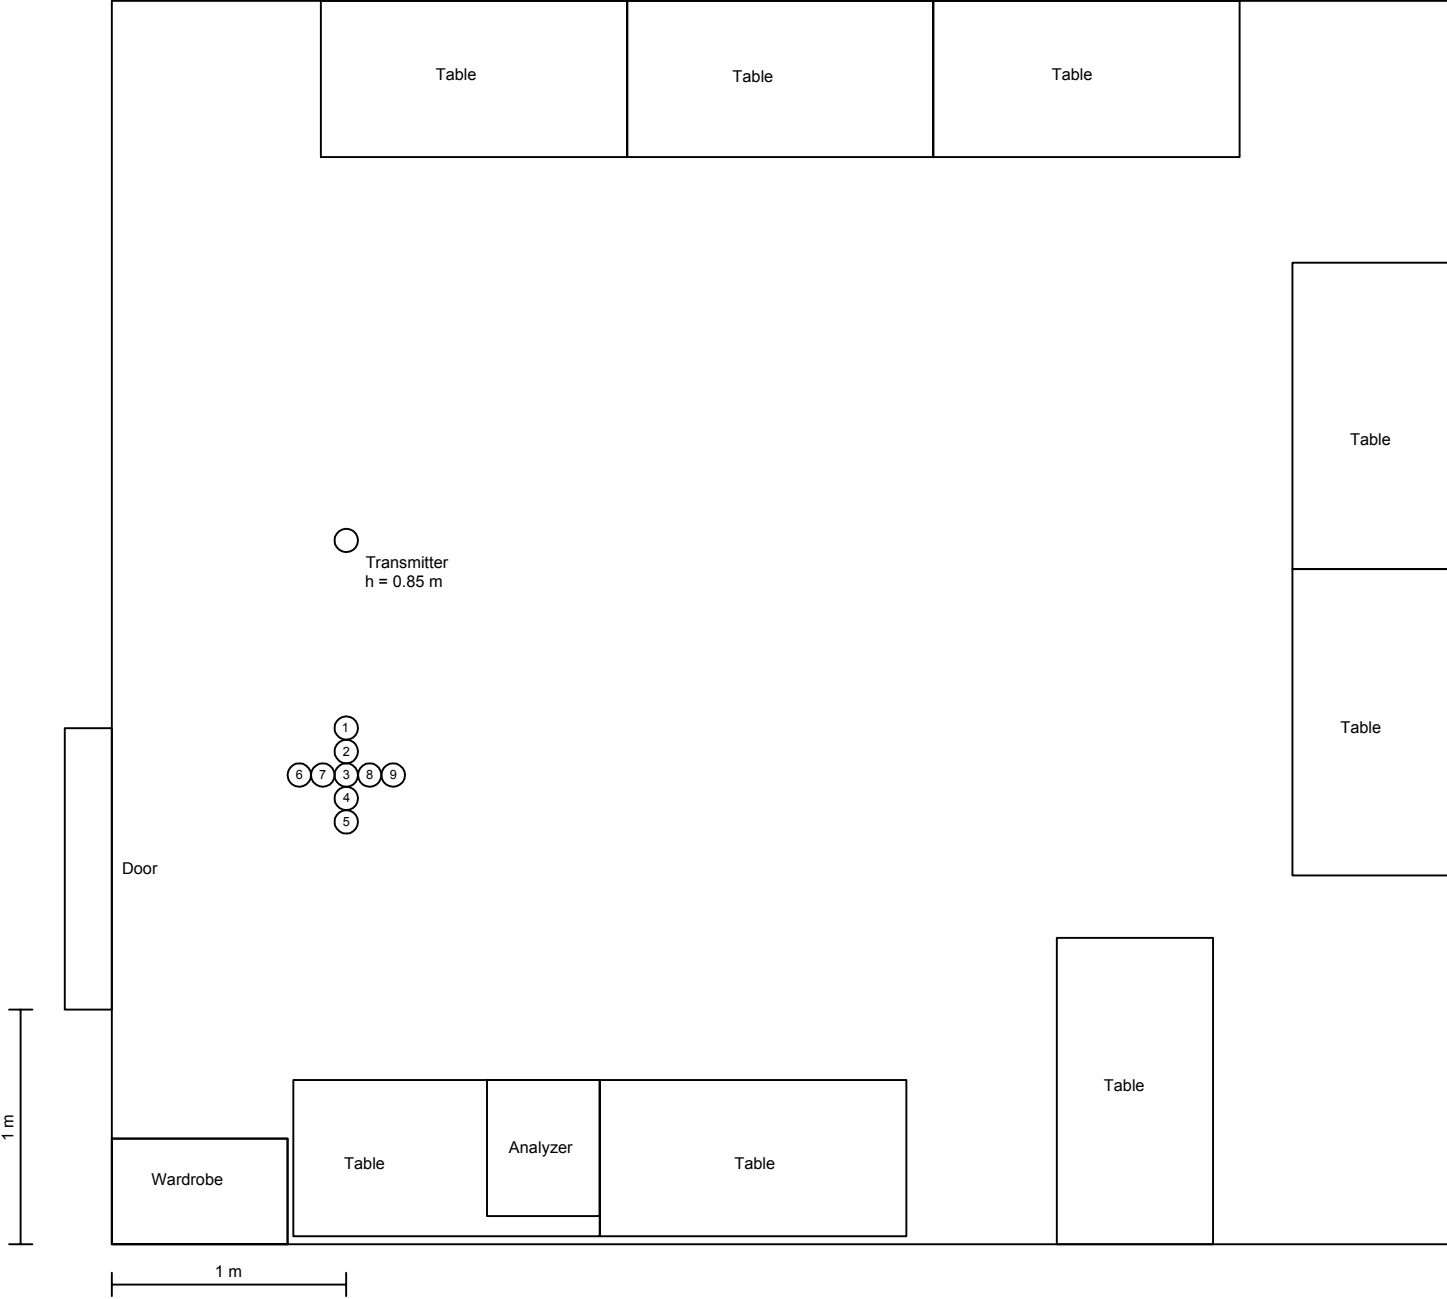 Table
Table
Table
Table
Transmitter
h = 0.85 m
1
2
6
7
3
8
9
4
5
Table
Door
Table
1 m
Analyzer
Table
Table
Wardrobe
1 m